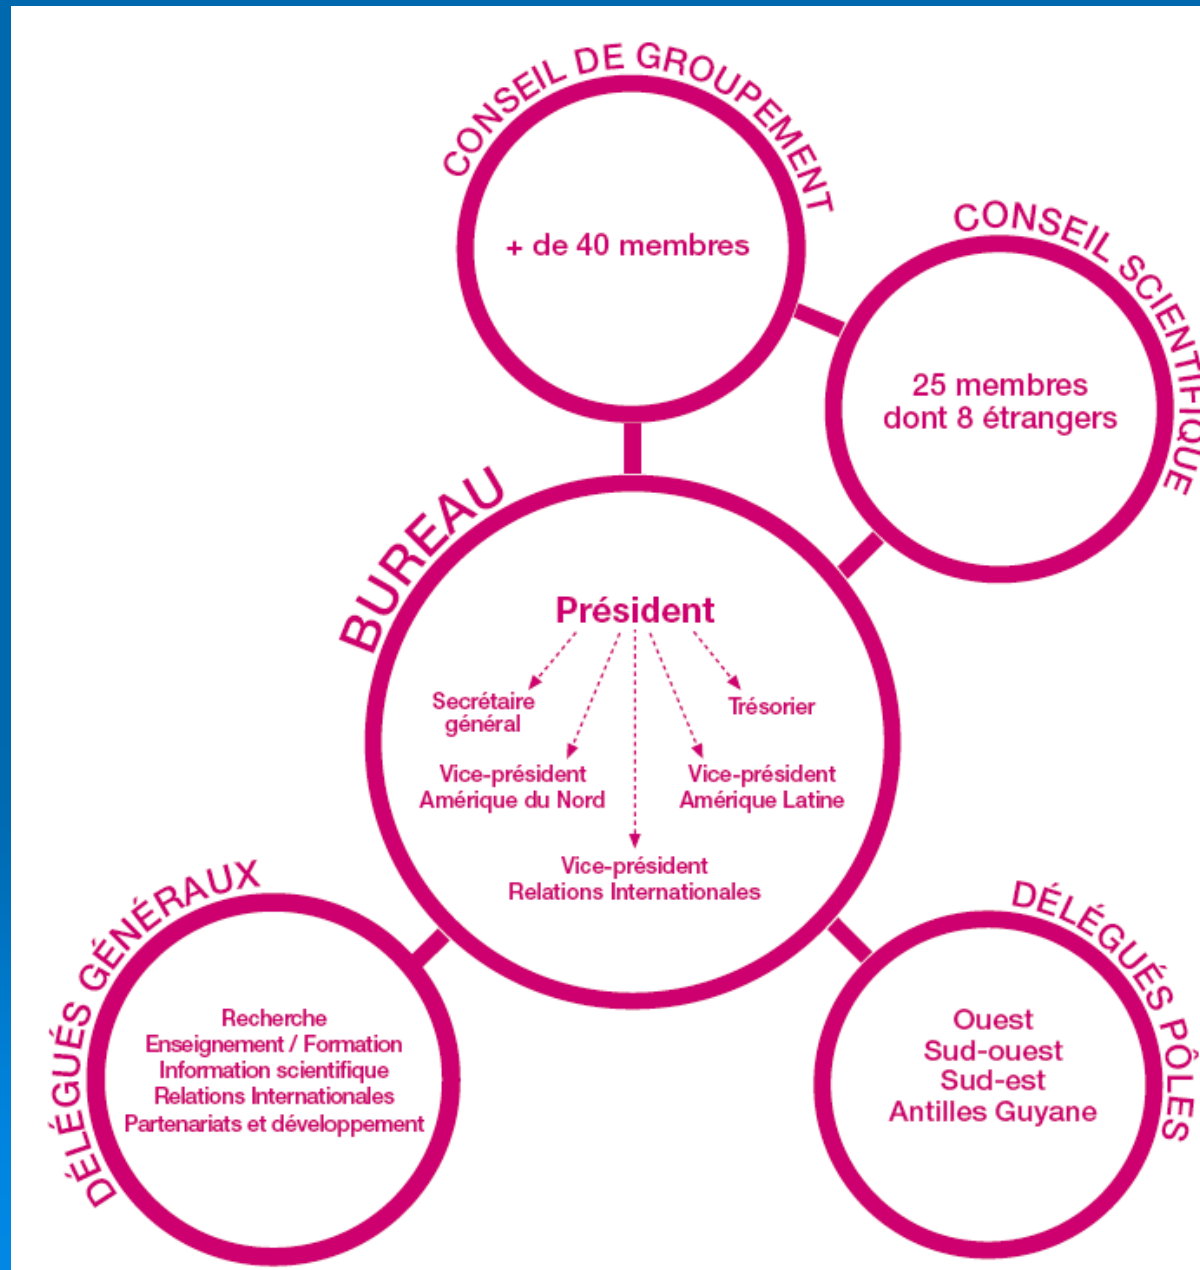 CONSEIL DE GROUPEMENT
+ de 40 membres
CONSEIL SCIENTIFIQUE
25 membres
dont 8 étrangers
BUREAU
Président
Secrétaire
général
Trésorier
Vice-président
Amérique du Nord
Vice-président
Amérique Latine
Vice-président
Relations Internationales
DÉLÉGUÉS GÉNÉRAUX
Recherche
Enseignement / Formation
Information scientifique
Relations Internationales
Partenariats et développement
DÉLÉGUÉS PÔLES
Ouest
Sud-ouest
Sud-est
Antilles Guyane